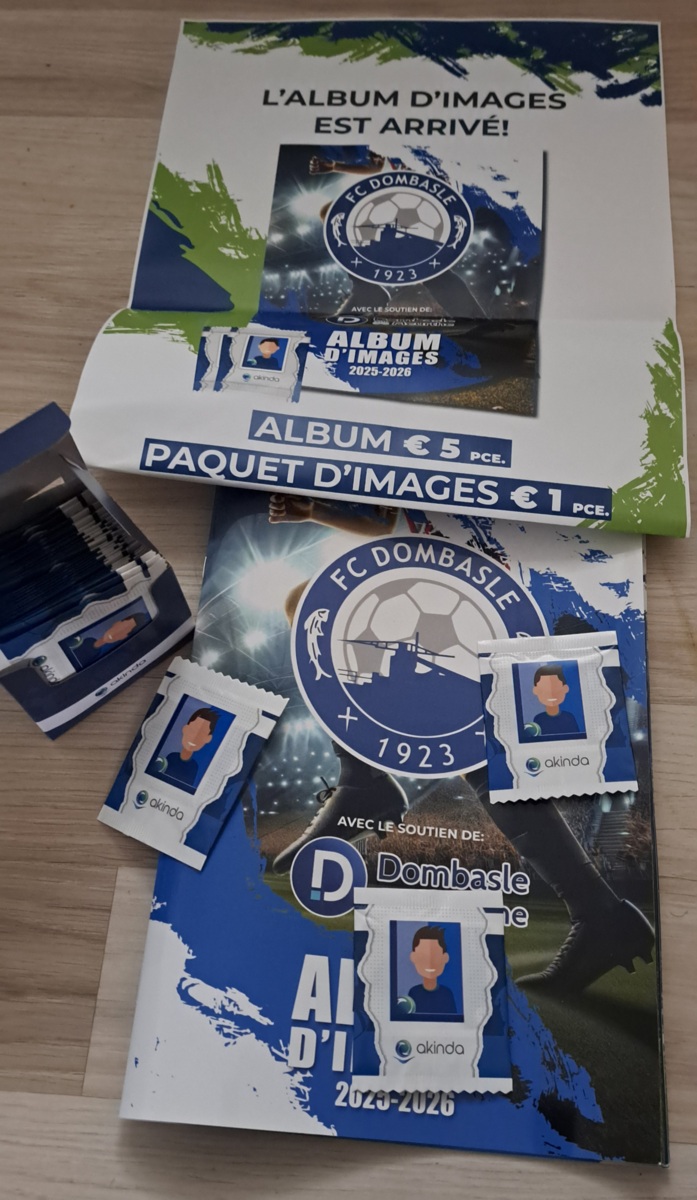 L'ALBUM D'IMAGES
EST ARRIVÉ!
FC DOMBASLE
1923
AVEC LE SOUTIEN DE:
ALBUM
D'IMAGES
2025-2026
akinda
ALBUM € 5 PCE.
PAQUET D'IMAGES € 1 PCE.
akinda
FC DOMBASLE
1923
akinda
akinda
AVEC LE SOUTIEN DE:
D Dombasle
akinda
2025-2026